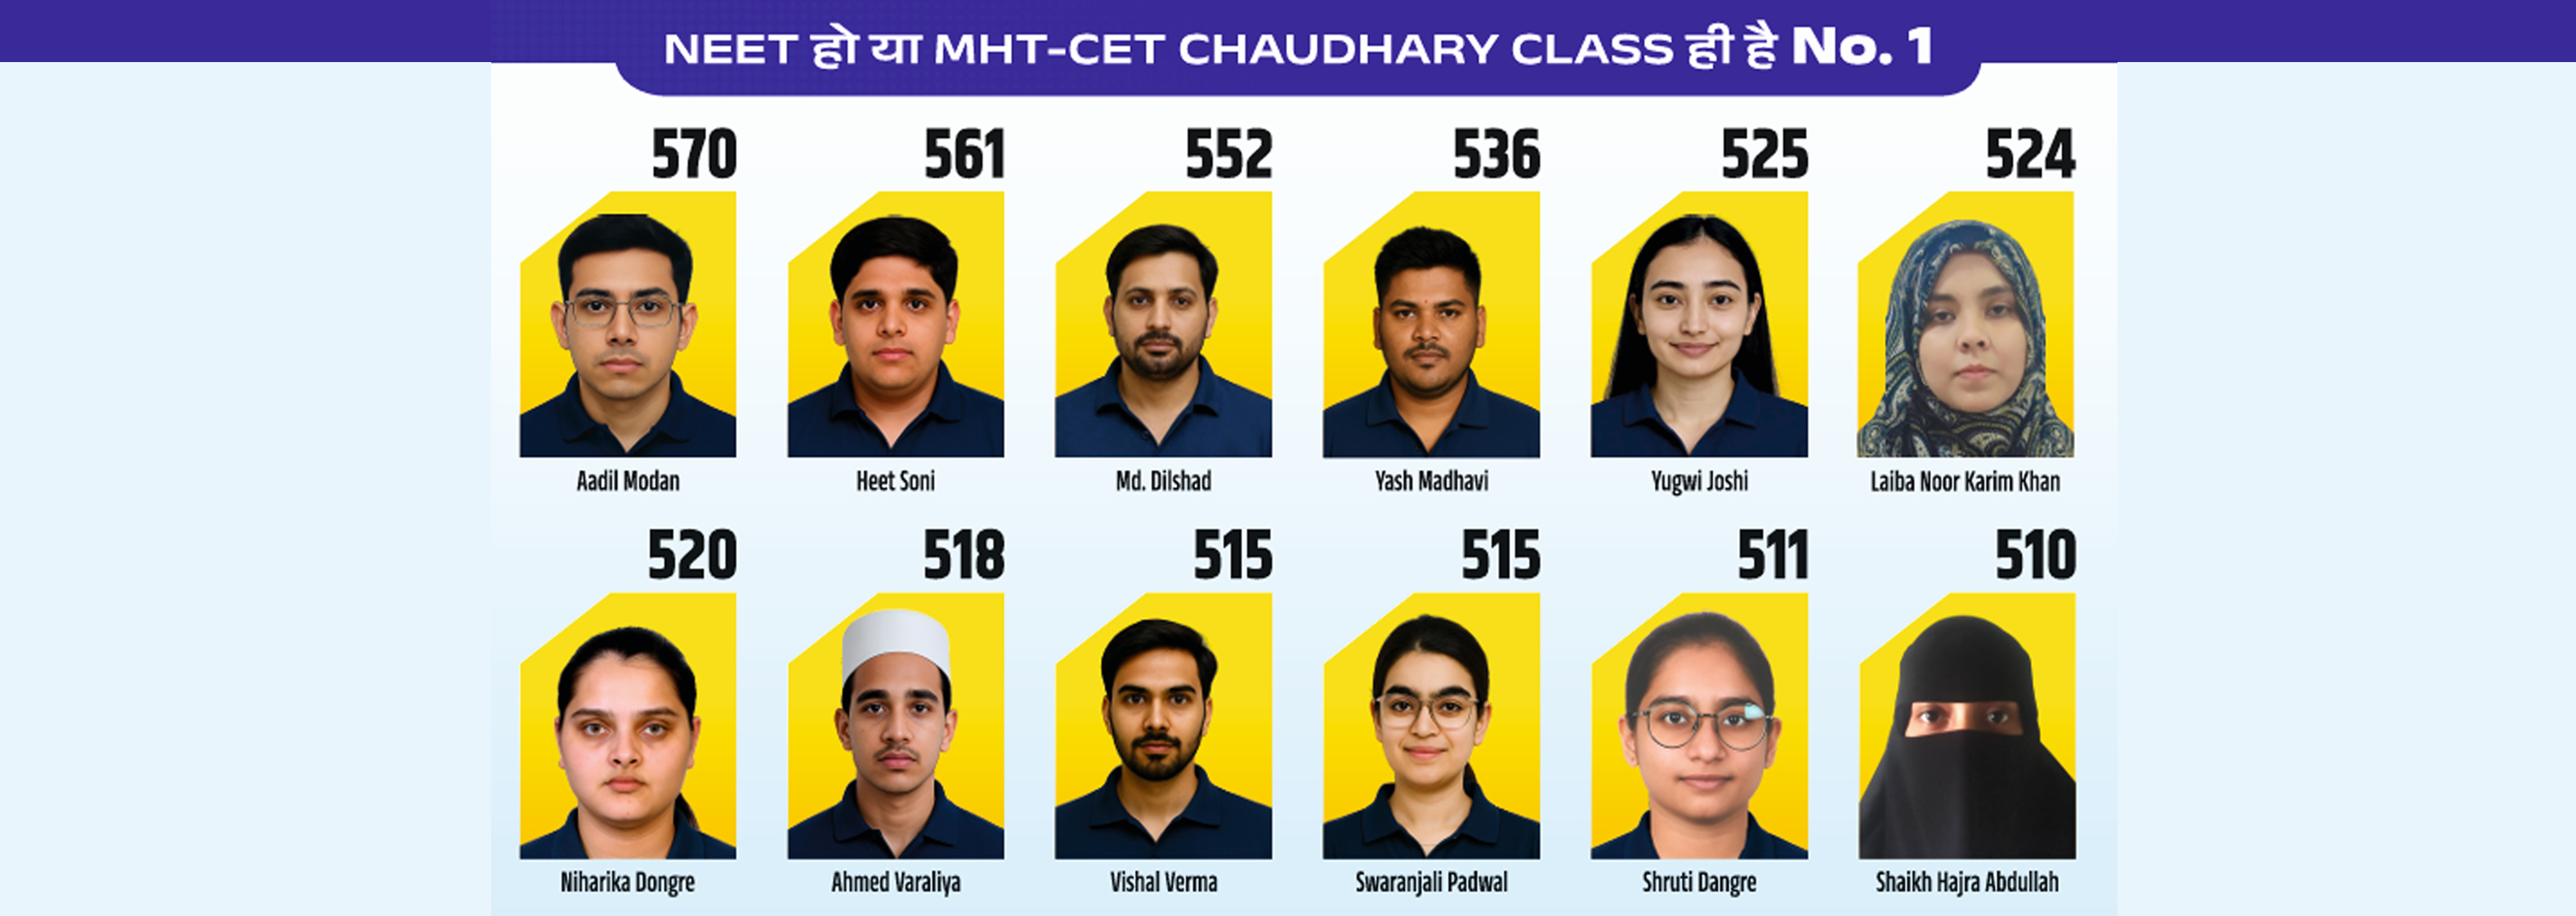 NEET हो या MHT-CET CHAUDHARY CLASS ही है No. 1
570 561 552 536 525 524
Aadil Modan Heet Soni Md. Dilshad Yash Madhavi Yugwi Joshi Laiba Noor Karim Khan
520 518 515 515 511 510
Niharika Dongre Ahmed Varaliya Vishal Verma Swaranjali Padwal Shruti Dangre Shaikh Hajra Abdullah